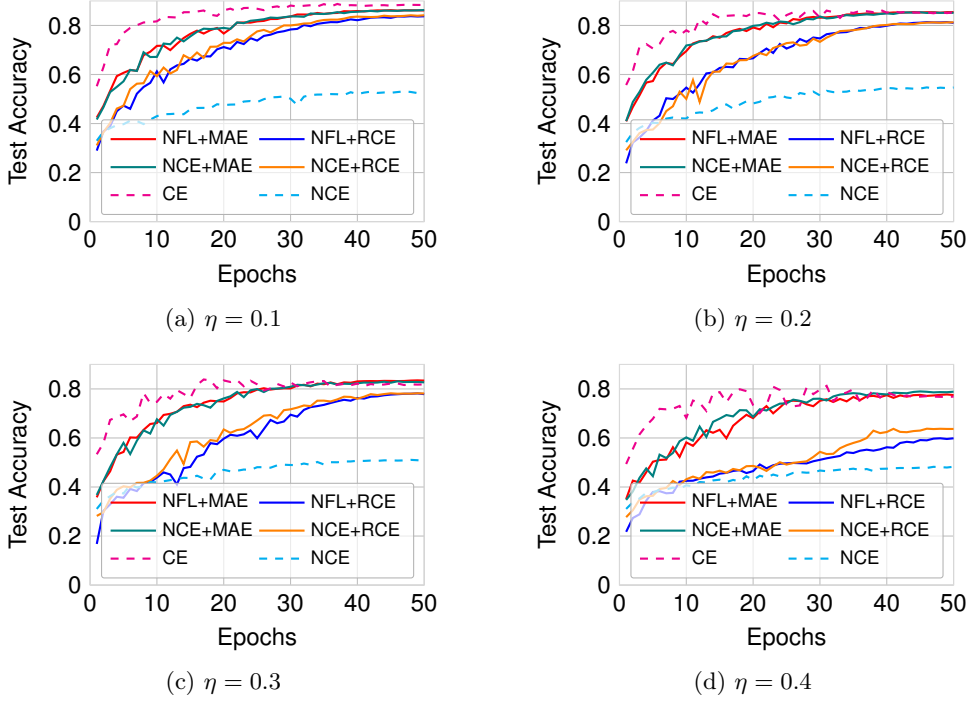 Test Accuracy
0.8
0.6
0.4
0.2
0
NFL+MAE NFL+RCE
NCE+MAE NCE+RCE
CE NCE
0 10 20 30 40 50
Epochs
(a) η = 0.1
Test Accuracy
0.8
0.6
0.4
0.2
0
NFL+MAE NFL+RCE
NCE+MAE NCE+RCE
CE NCE
0 10 20 30 40 50
Epochs
(b) η = 0.2
Test Accuracy
0.8
0.6
0.4
0.2
0
NFL+MAE NFL+RCE
NCE+MAE NCE+RCE
CE NCE
0 10 20 30 40 50
Epochs
(c) η = 0.3
Test Accuracy
0.8
0.6
0.4
0.2
0
NFL+MAE NFL+RCE
NCE+MAE NCE+RCE
CE NCE
0 10 20 30 40 50
Epochs
(d) η = 0.4